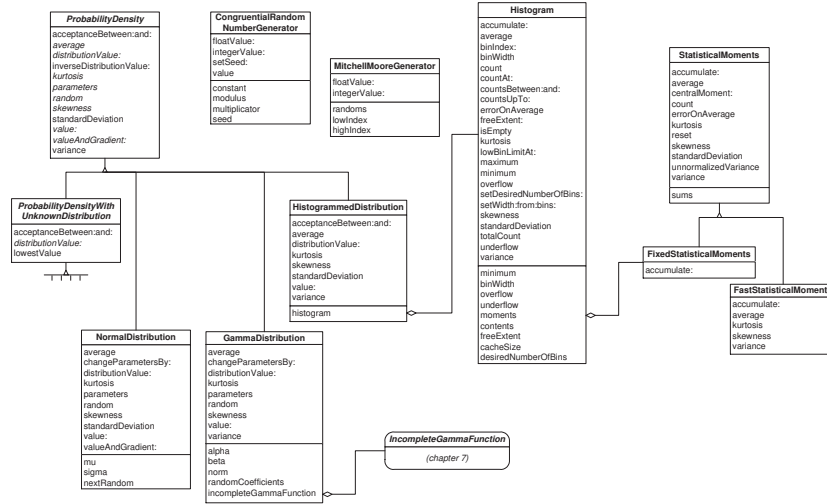 ProbabilityDensity
acceptanceBetween:and:
average
distributionValue:
inverseDistributionValue:
kurtosis
parameters
random
skewness
standardDeviation
value:
valueAndGradient:
variance
CongruentialRandom
NumberGenerator
floatValue:
integerValue:
setSeed:
value
constant
modulus
multiplicator
seed
MitchellMooreGenerator
floatValue:
integerValue:
randoms
lowIndex
highIndex
Histogram
accumulate:
average
binIndex:
binWidth
count
countAt:
countsBetween:and:
countsUpTo:
errorOnAverage
freeExtent:
isEmpty
kurtosis
lowBinLimitAt:
maximum
minimum
overflow
setDesiredNumberOfBins:
setWidth:from:bins:
skewness
standardDeviation
totalCount
underflow
variance
minimum
binWidth
overflow
underflow
moments
contents
freeExtent
cacheSize
desiredNumberOfBins
StatisticalMoments
accumulate:
average
centralMoment:
count
errorOnAverage
kurtosis
reset
skewness
standardDeviation
unnormalizedVariance
variance
sums
ProbabilityDensityWith
UnknownDistribution
acceptanceBetween:and:
distributionValue:
lowestValue
HistogrammedDistribution
acceptanceBetween:and:
average
distributionValue:
kurtosis
skewness
standardDeviation
value:
variance
histogram
FixedStatisticalMoments
accumulate:
FastStatisticalMoment
accumulate:
average
kurtosis
skewness
variance
NormalDistribution
average
changeParametersBy:
distributionValue:
kurtosis
parameters
random
skewness
standardDeviation
value:
valueAndGradient:
mu
sigma
nextRandom
GammaDistribution
average
changeParametersBy:
distributionValue:
kurtosis
parameters
random
skewness
value:
variance
alpha
beta
norm
randomCoefficients
incompleteGammaFunction
IncompleteGammaFunction
(chapter 7)